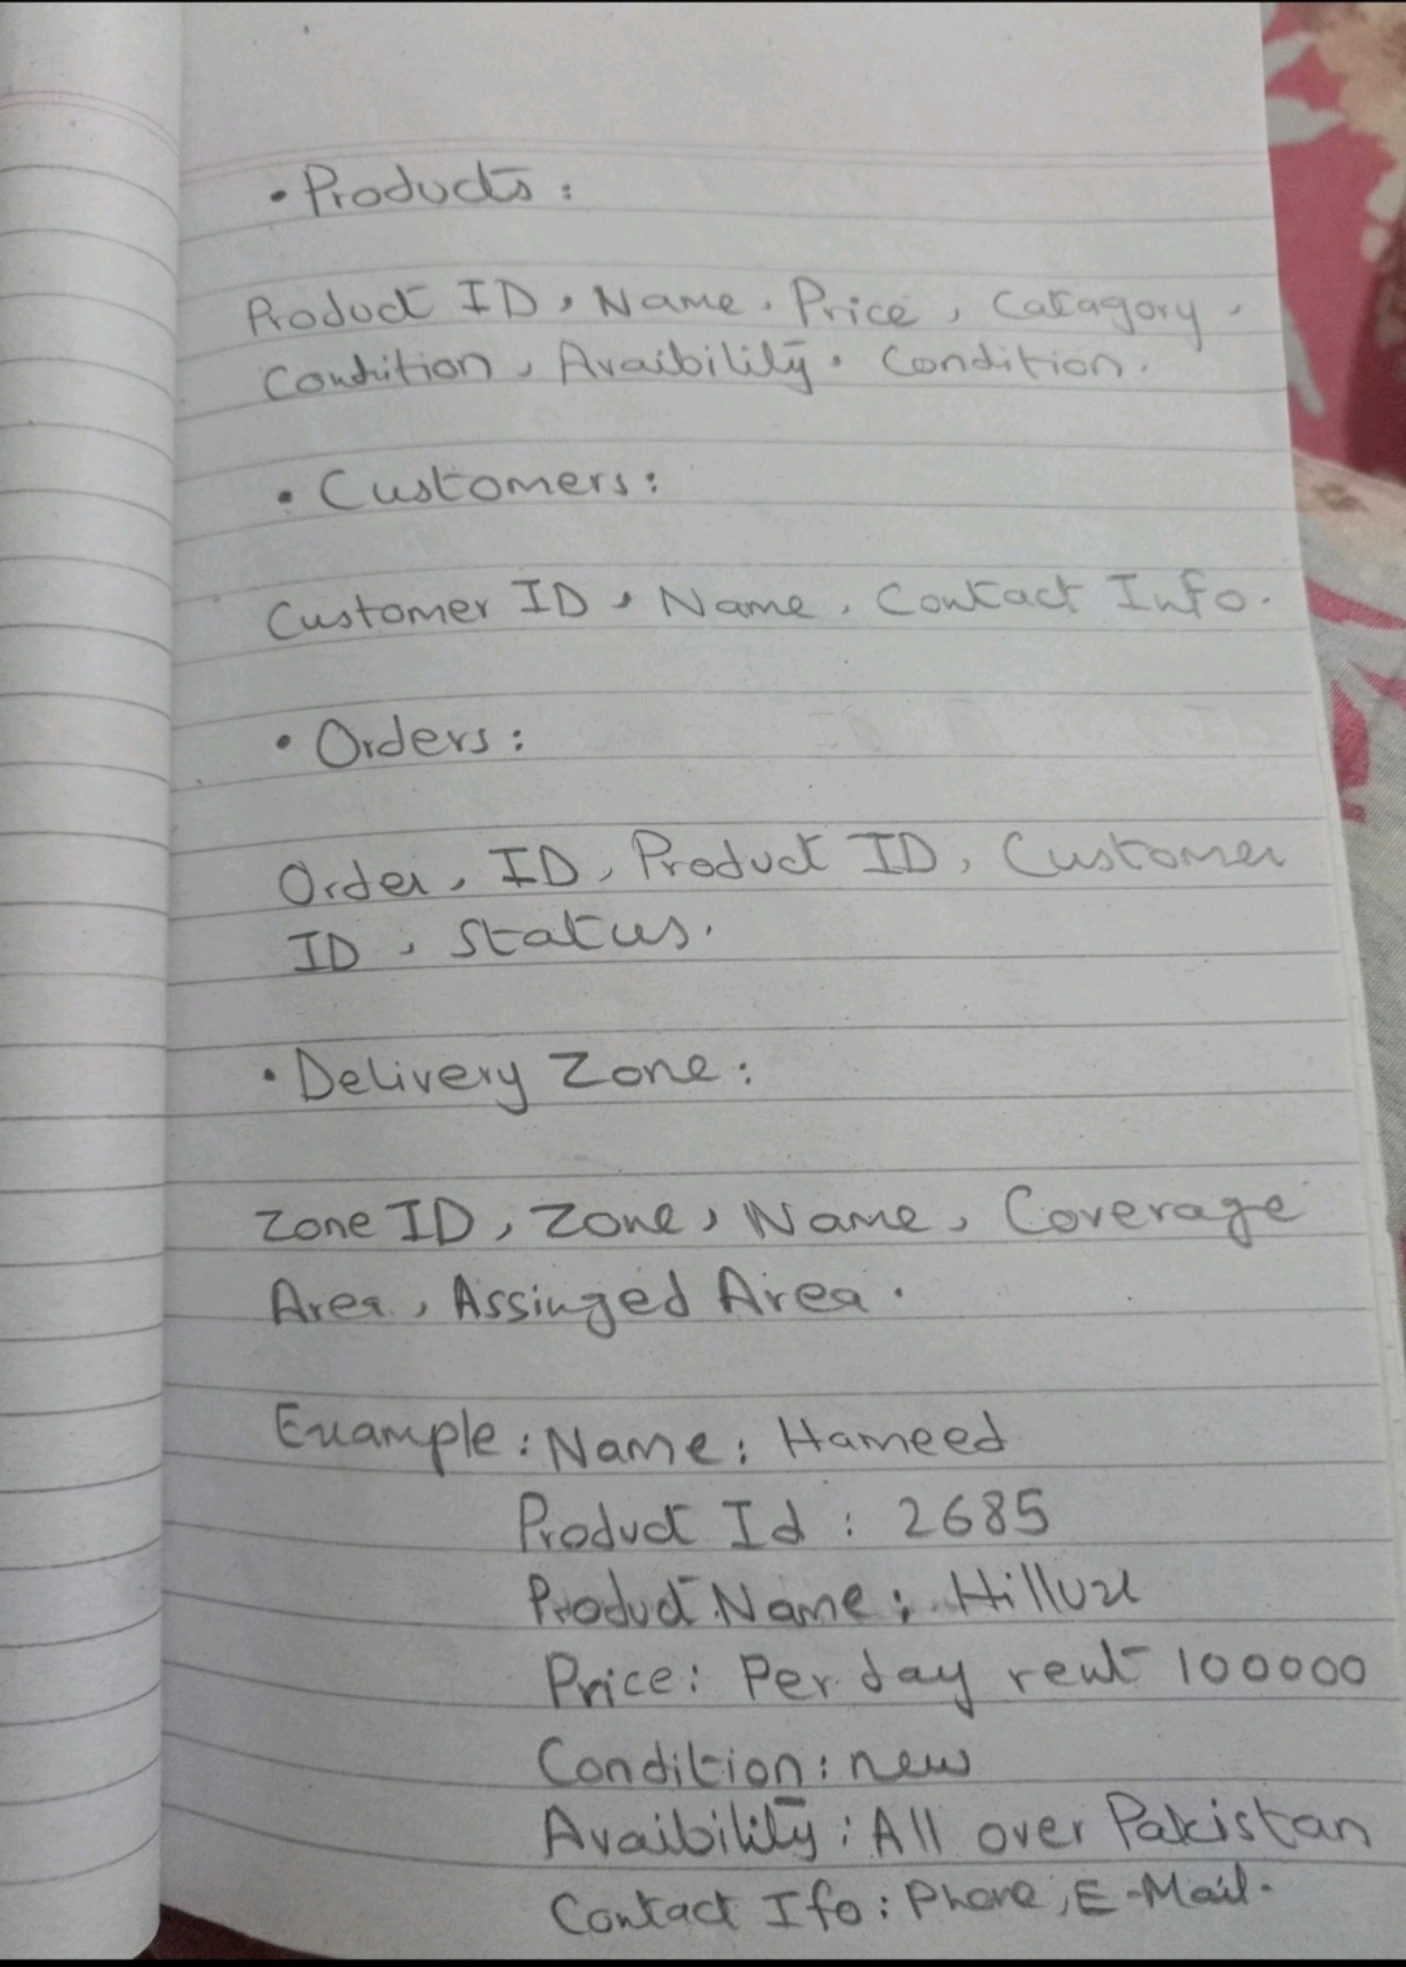 • Products :
Product ID, Name. Price, Catagory,
Condition, Avaibility. Condition.
• Customers :
Customer ID, Name, Contact Info.
• Orders :
Order, ID, Product ID, Customer
ID, Status.
• Delivery Zone :
Zone ID, Zone, Name, Coverage
Area, Assinged Area.
Example : Name : Hameed
Product Id : 2685
Product Name : Hillux
Price : Per day rent 100000
Condition : new
Avaibility : All over Pakistan
Contact Ifo : Phone, E-Mail.